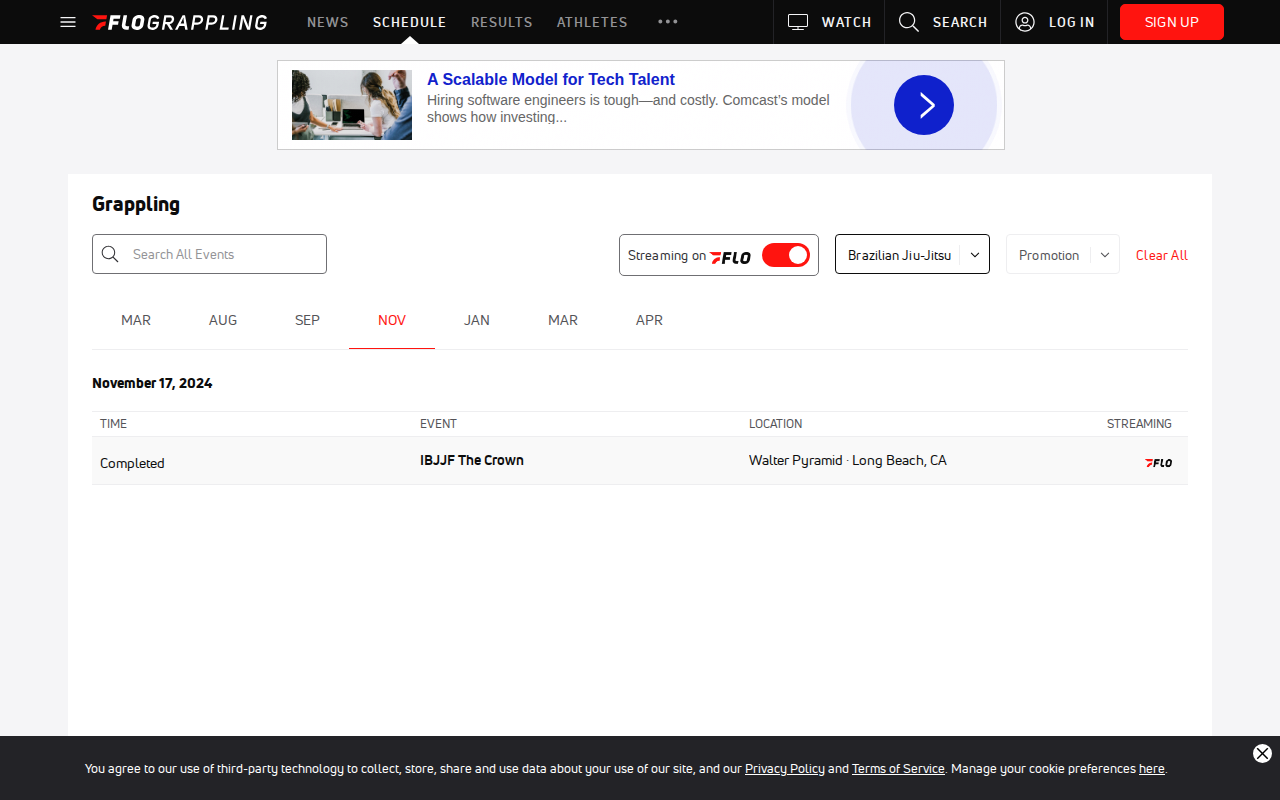 FLOGRAPPLING NEWS SCHEDULE RESULTS ATHLETES WATCH SEARCH LOG IN SIGN UP
A Scalable Model for Tech Talent
Hiring software engineers is tough—and costly. Comcast's model
shows how investing...
Grappling
Search All Events Streaming on FLO Brazilian Jiu-Jitsu Promotion Clear All
MAR AUG SEP NOV JAN MAR APR
November 17, 2024
TIME EVENT LOCATION STREAMING
Completed IBJJF The Crown Walter Pyramid · Long Beach, CA FLO
You agree to our use of third-party technology to collect, store, share and use data about your use of our site, and our Privacy Policy and Terms of Service. Manage your cookie preferences here.